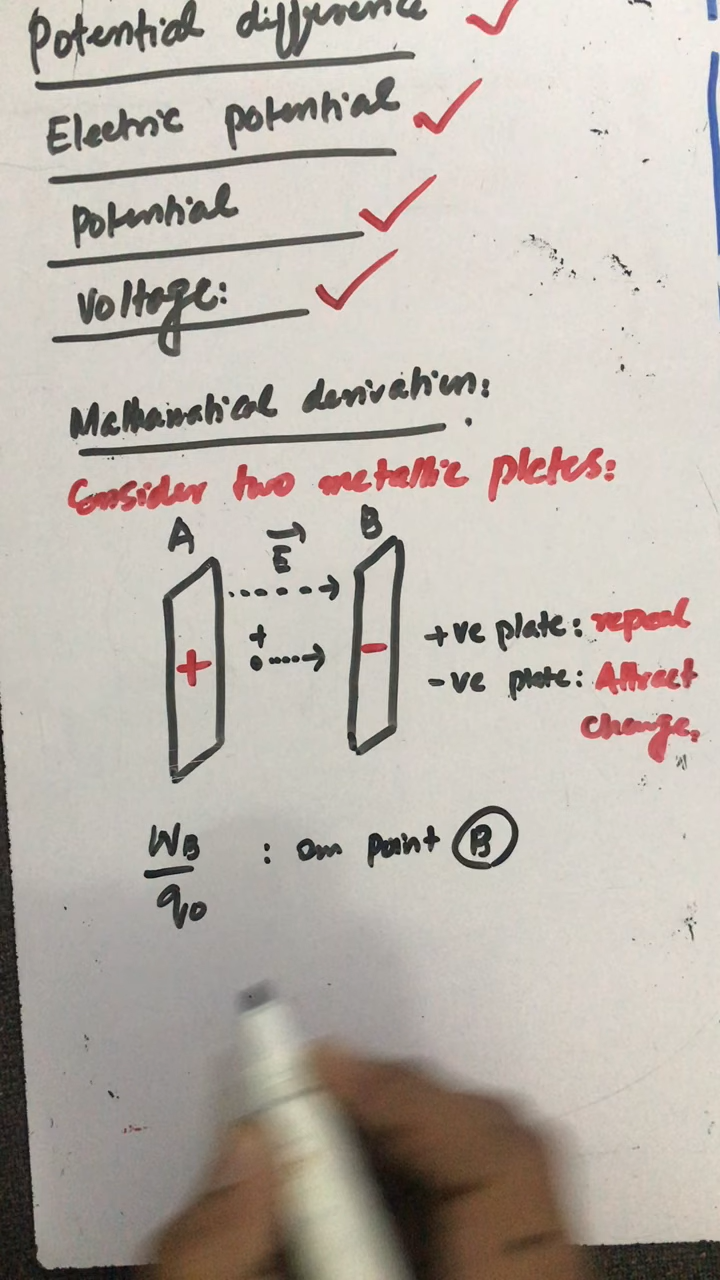 Potential difference
Electric potential
Potential
Voltage:
Mathamatical derivation:
Consider two metallic plates:
A E B
+ + -
+ve plate: repeal
-ve plate: Attract
charge.
WB : on point B
q0